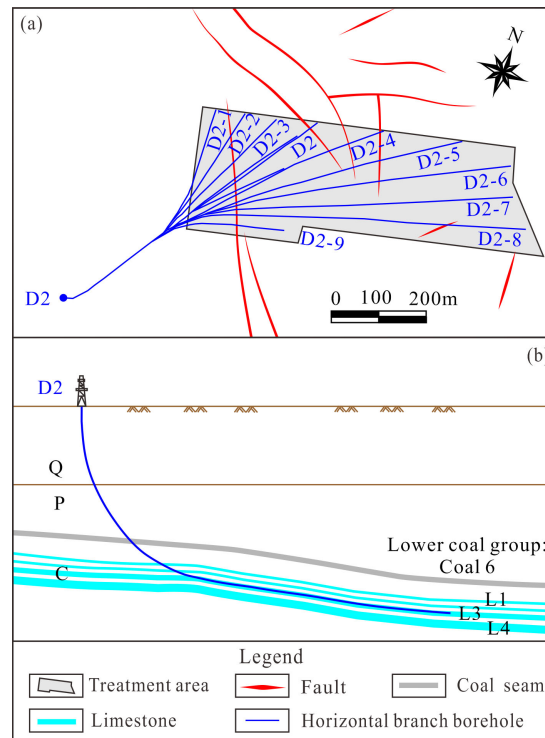 (a)
N
D2-1
D2-2
D2-3
D2
D2-4
D2-5
D2-6
D2-7
D2-8
D2-9
D2
0 100 200m
(b)
D2
Q
P
Lower coal group:
Coal 6
C
L1
L3
L4
Legend
Treatment area
Fault
Coal seam
Limestone
Horizontal branch borehole